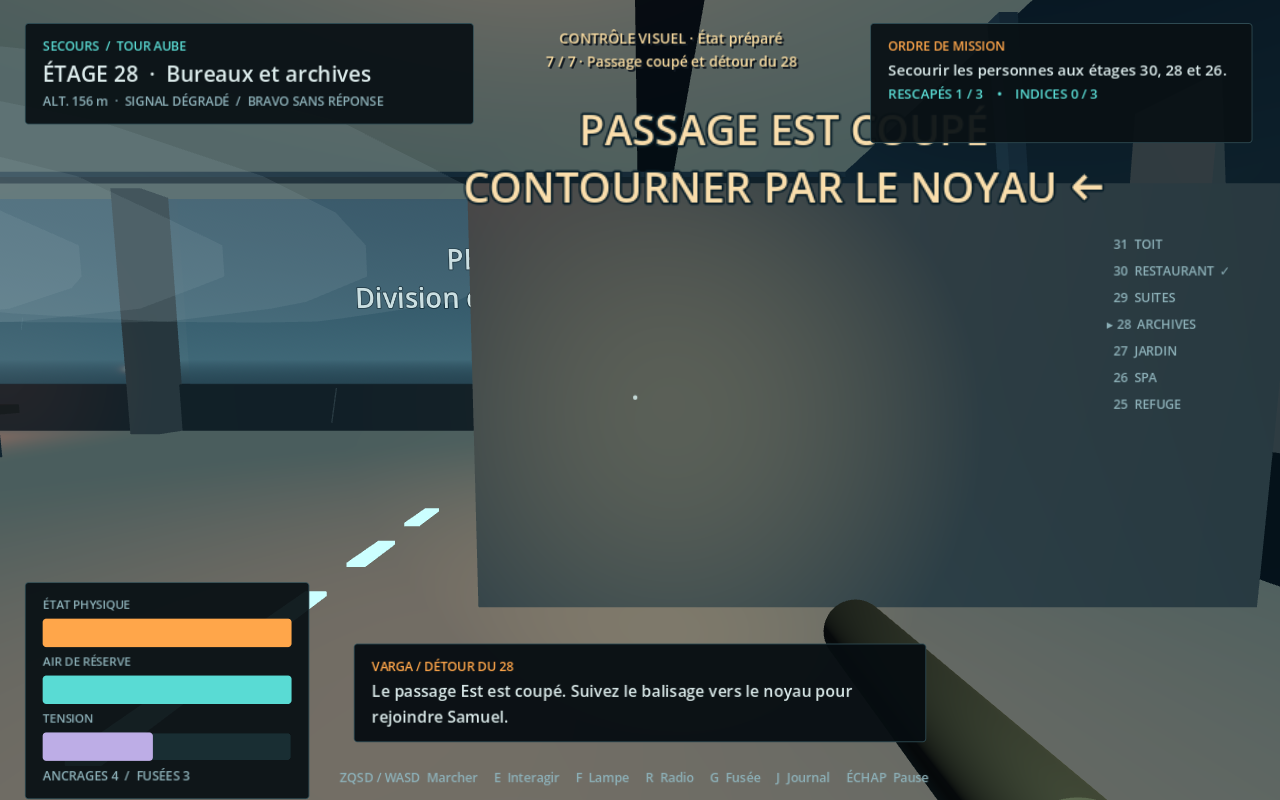 SECOURS / TOUR AUBE
ÉTAGE 28 · Bureaux et archives
ALT. 156 m · SIGNAL DÉGRADÉ / BRAVO SANS RÉPONSE
CONTRÔLE VISUEL · État préparé
7 / 7 · Passage coupé et détour du 28
ORDRE DE MISSION
Secourir les personnes aux étages 30, 28 et 26.
RESCAPÉS 1 / 3 • INDICES 0 / 3
PASSAGE EST COUPÉ
CONTOURNER PAR LE NOYAU ←
Division
31 TOIT
30 RESTAURANT ✓
29 SUITES
▸ 28 ARCHIVES
27 JARDIN
26 SPA
25 REFUGE
ÉTAT PHYSIQUE
AIR DE RÉSERVE
TENSION
ANCRAGES 4 / FUSÉES 3
VARGA / DÉTOUR DU 28
Le passage Est est coupé. Suivez le balisage vers le noyau pour
rejoindre Samuel.
ZQSD / WASD Marcher E Interagir F Lampe R Radio G Fusée J Journal ÉCHAP Pause